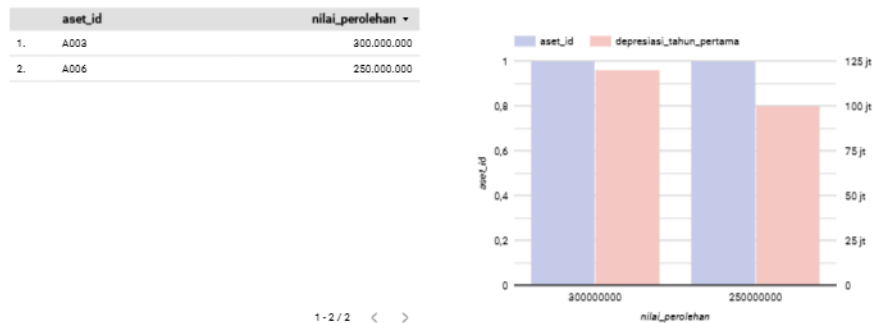 aset_id nilai_perolehan
1. A003 300.000.000
2. A006 250.000.000
1 - 2 / 2 < >
aset_id depresiasi_tahun_pertama
1 125 jt
0,8 100 jt
0,6 75 jt
0,4 50 jt
0,2 25 jt
0 0
aset_id
300000000 250000000
nilai_perolehan